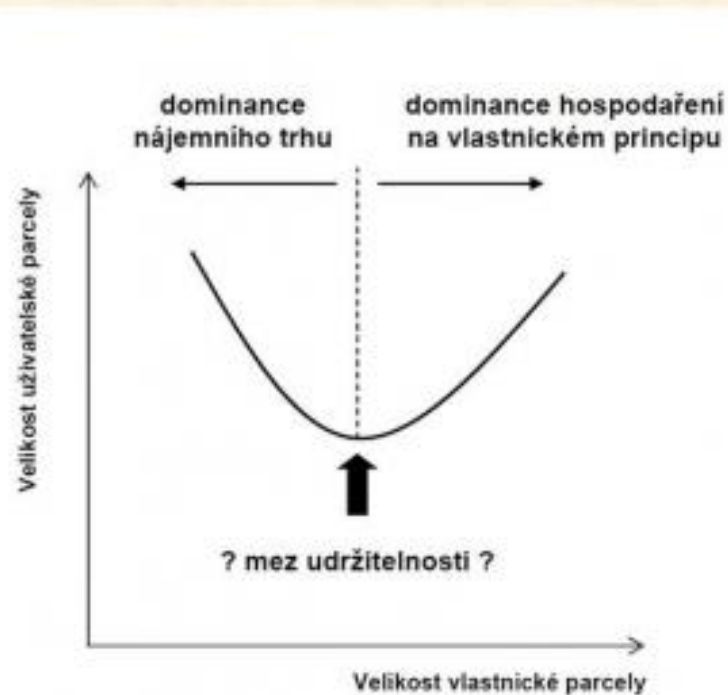 dominance
nájemního trhu
dominance hospodaření
na vlastnickém principu
Velikost uživatelské parcely
? mez udržitelnosti ?
Velikost vlastnické parcely